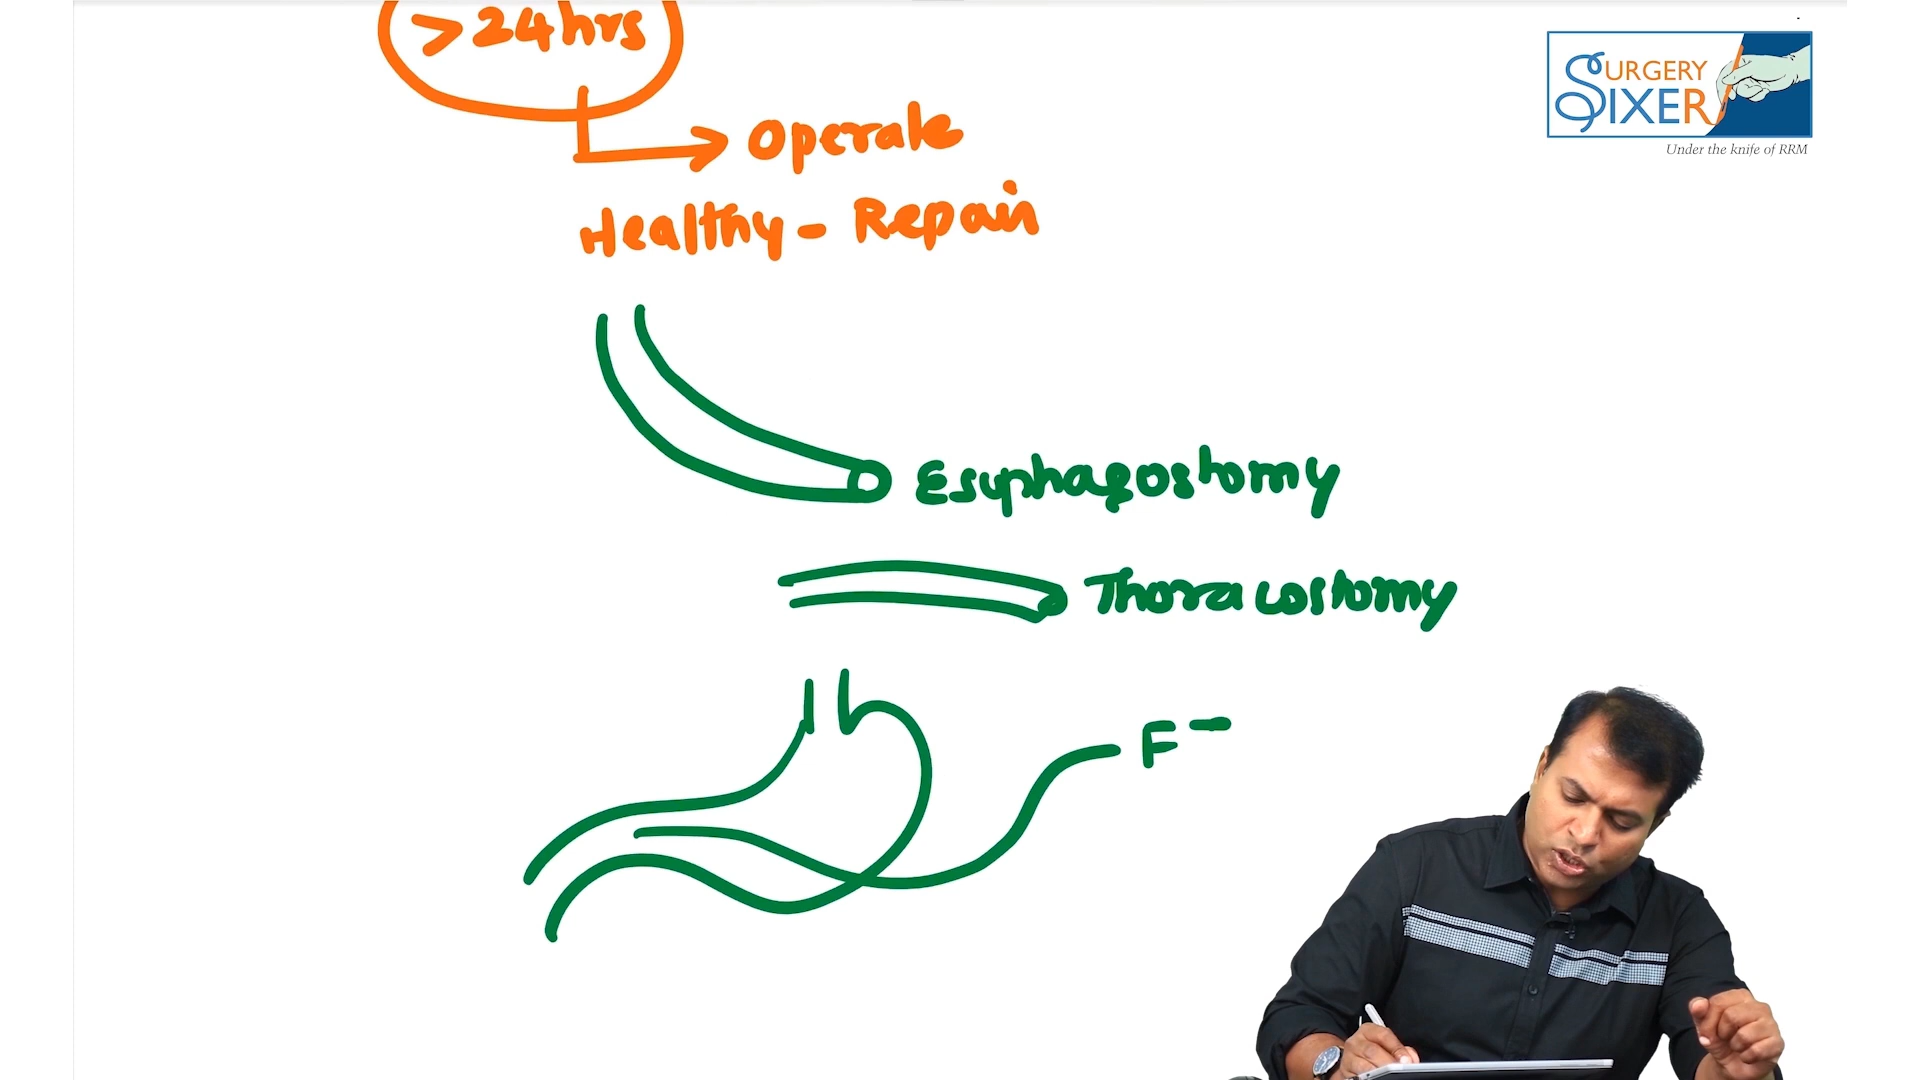 >24hrs
Operate
Healthy - Repair
Esophagostomy
Thoracostomy
F -
SURGERY
SIXER
Under the knife of RRM